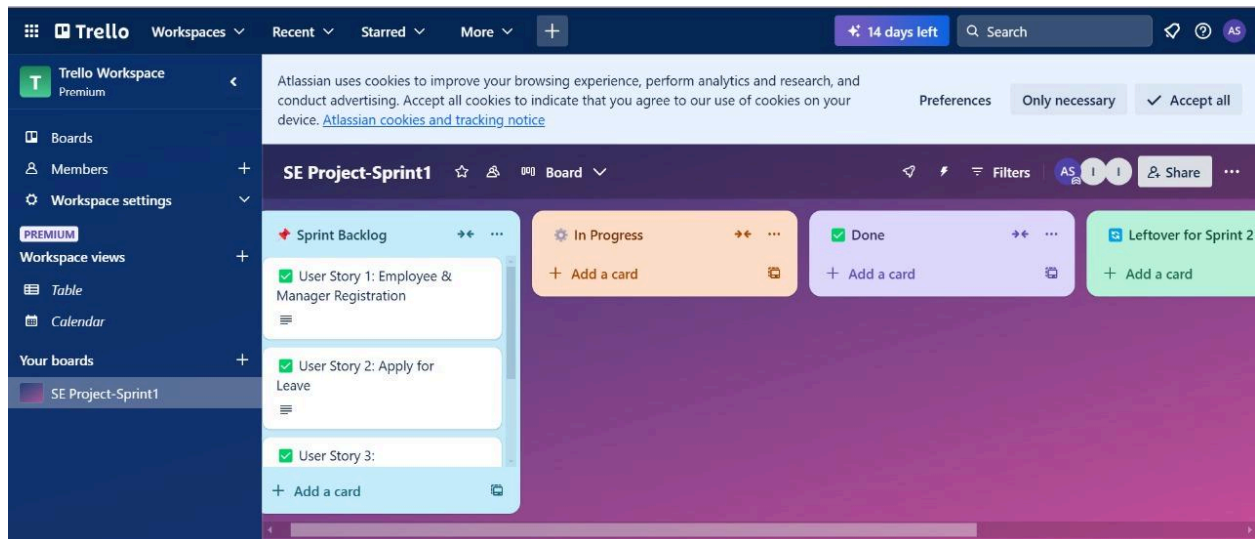 Trello Workspaces Recent Starred More + 14 days left Search AS
T Trello Workspace
Premium
Atlassian uses cookies to improve your browsing experience, perform analytics and research, and
conduct advertising. Accept all cookies to indicate that you agree to our use of cookies on your
device. Atlassian cookies and tracking notice
Preferences Only necessary Accept all
Boards
Members +
Workspace settings
PREMIUM
Workspace views +
Table
Calendar
Your boards +
SE Project-Sprint1
SE Project-Sprint1 Board Filters AS I I Share
Sprint Backlog
User Story 1: Employee &
Manager Registration
User Story 2: Apply for
Leave
User Story 3:
+ Add a card
In Progress
+ Add a card
Done
+ Add a card
Leftover for Sprint 2
+ Add a card